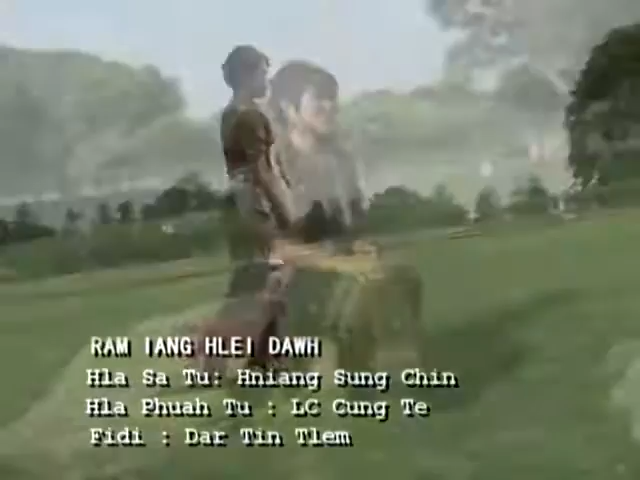 RAM IANG HLEI DAWH
Hla Sa Tu: Hniang Sung Chin
Hla Phuah Tu : LC Cung Te
Fidi : Dar Tin Tlem